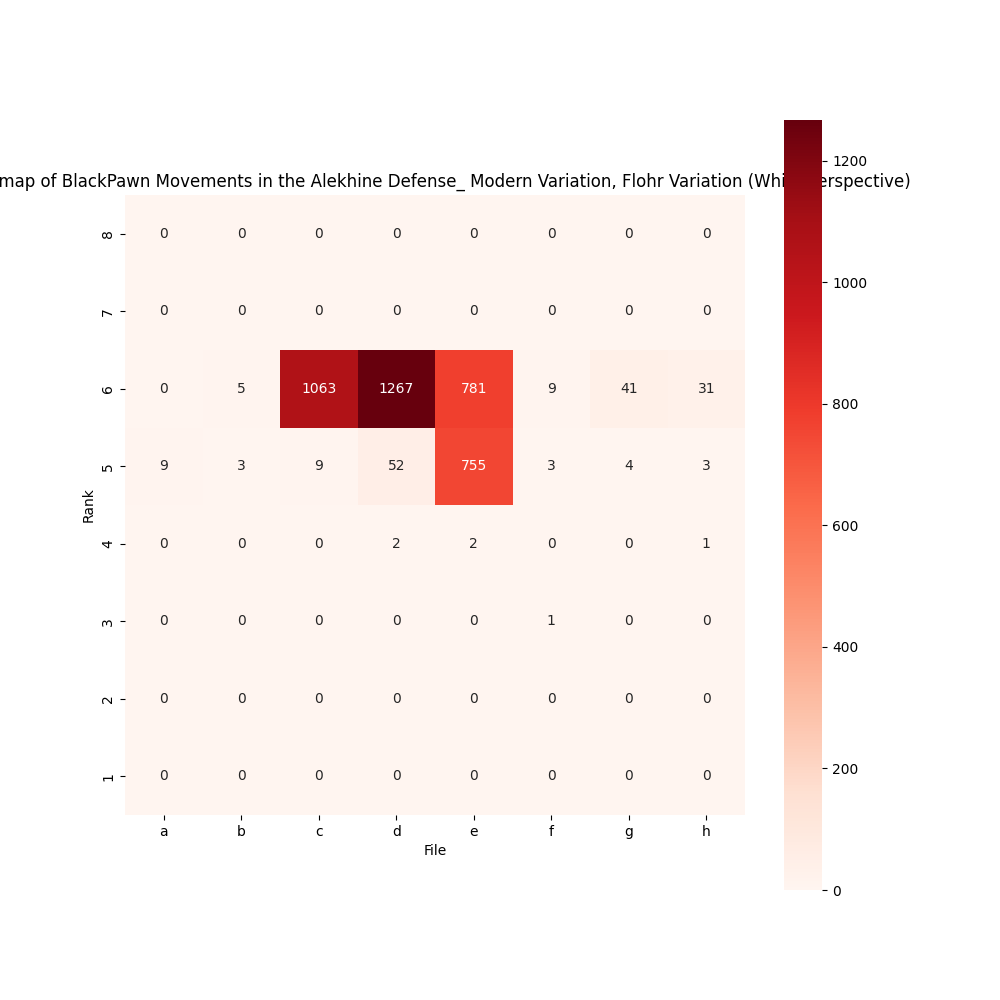 map of BlackPawn Movements in the Alekhine Defense_ Modern Variation, Flohr Variation (Whi erspective)
8 0 0 0 0 0 0 0 0
7 0 0 0 0 0 0 0 0
6 0 5 1063 1267 781 9 41 31
5 9 3 9 52 755 3 4 3
4 0 0 0 2 2 0 0 1
3 0 0 0 0 0 1 0 0
2 0 0 0 0 0 0 0 0
1 0 0 0 0 0 0 0 0
a b c d e f g h
File
Rank
1200
1000
800
600
400
200
0